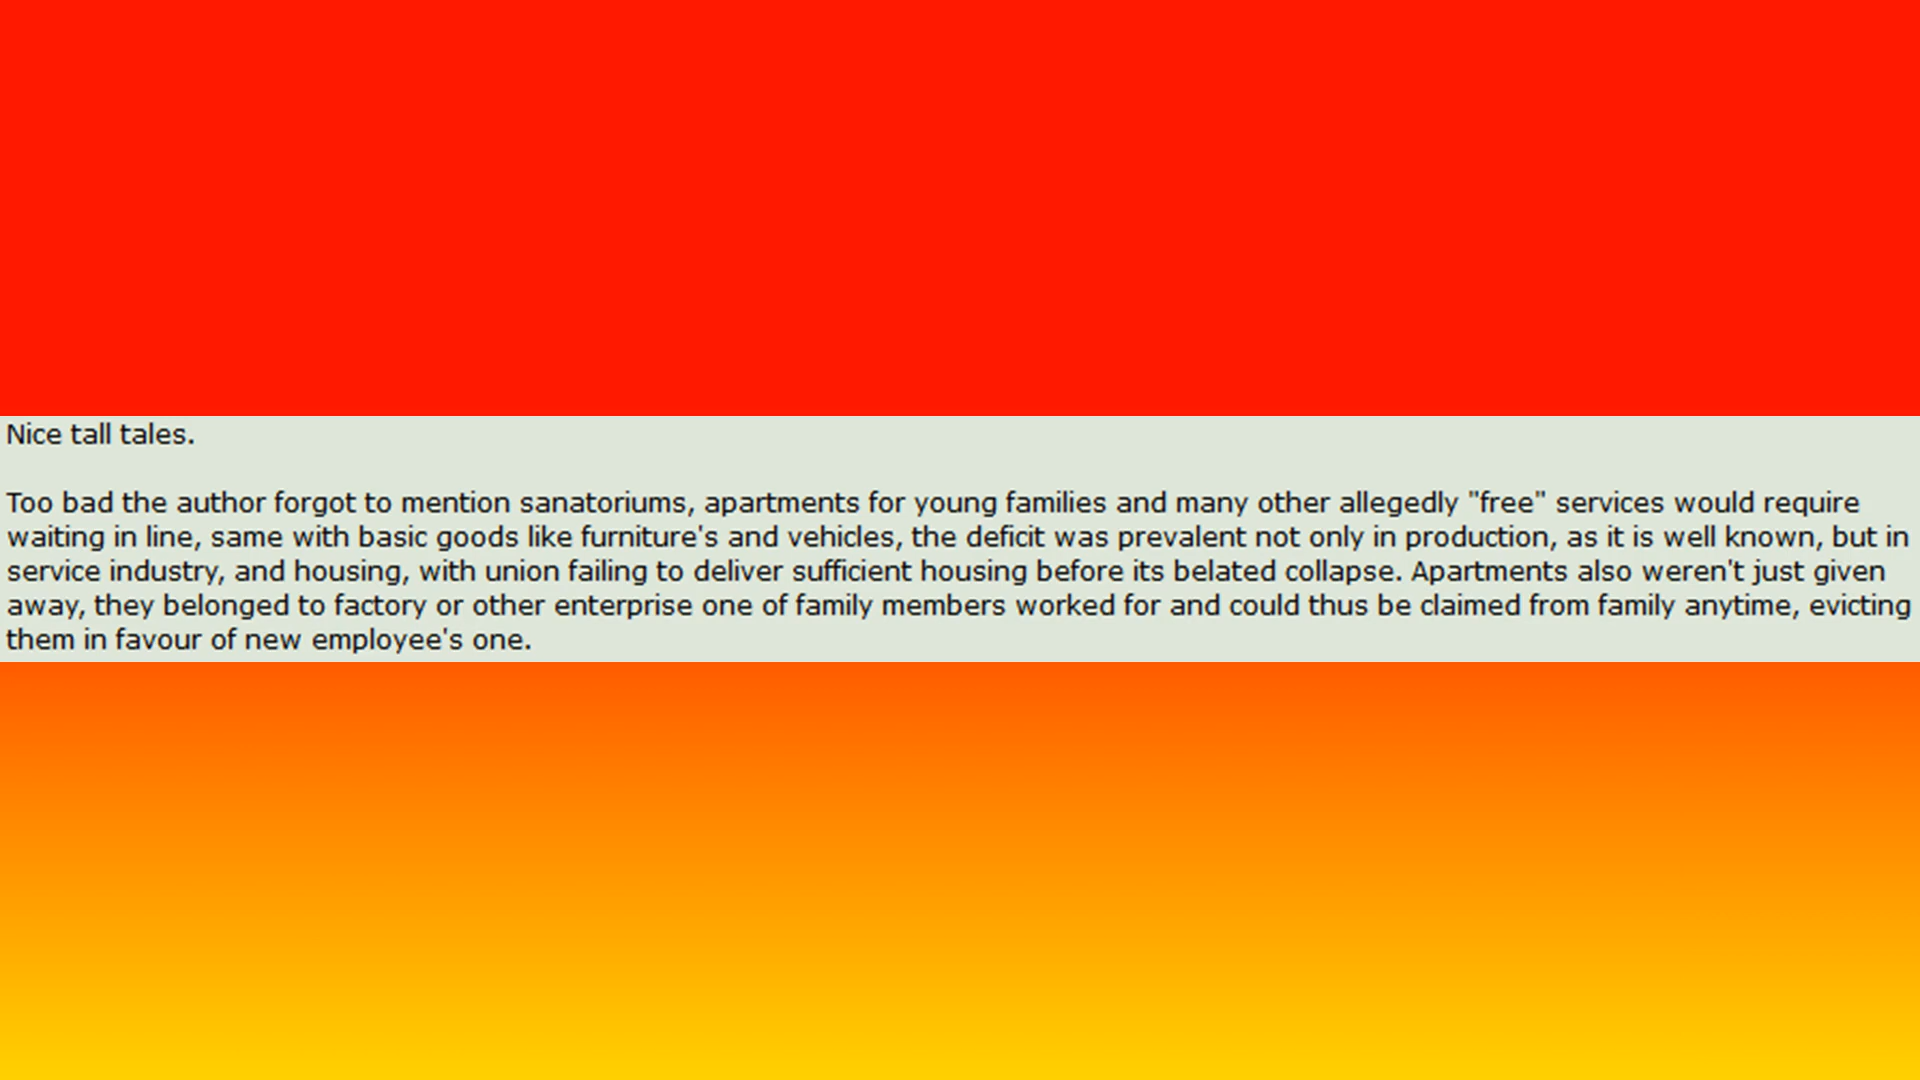 Nice tall tales.
Too bad the author forgot to mention sanatoriums, apartments for young families and many other allegedly "free" services would require
waiting in line, same with basic goods like furniture's and vehicles, the deficit was prevalent not only in production, as it is well known, but in
service industry, and housing, with union failing to deliver sufficient housing before its belated collapse. Apartments also weren't just given
away, they belonged to factory or other enterprise one of family members worked for and could thus be claimed from family anytime, evicting
them in favour of new employee's one.